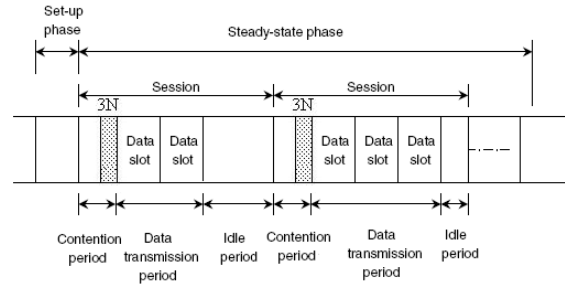 Set-up
phase
Steady-state phase
Session
Session
3N
3N
Data
slot
Data
slot
Data
slot
Data
slot
Data
slot
Contention
period
Data
transmission
period
Idle
period
Contention
period
Data
transmission
period
Idle
period